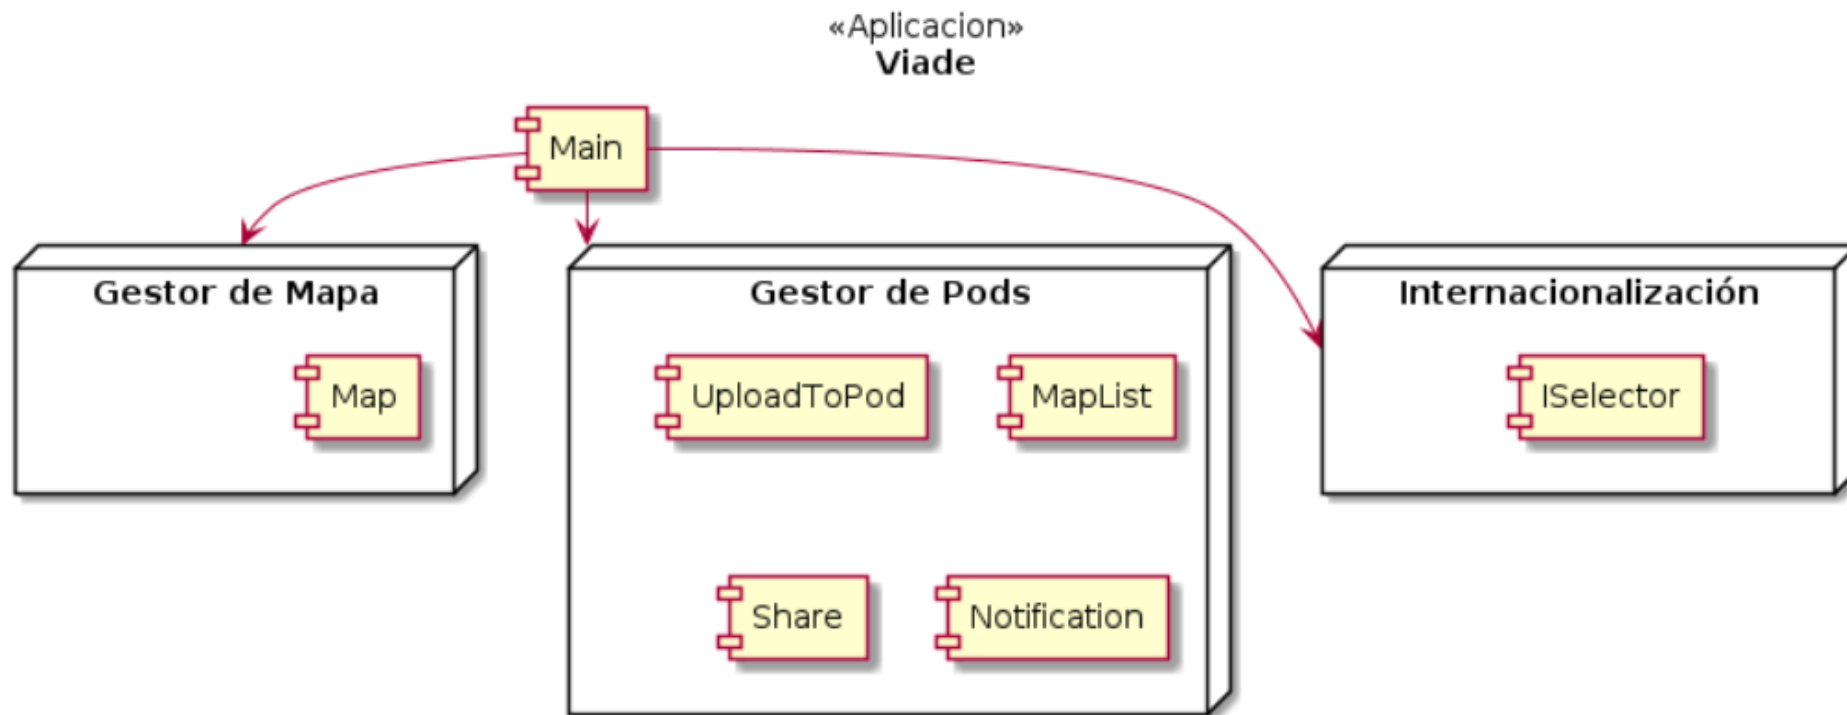 «Aplicacion»
Viade
Main
Gestor de Mapa
Map
Gestor de Pods
UploadToPod
MapList
Share
Notification
Internacionalización
ISelector